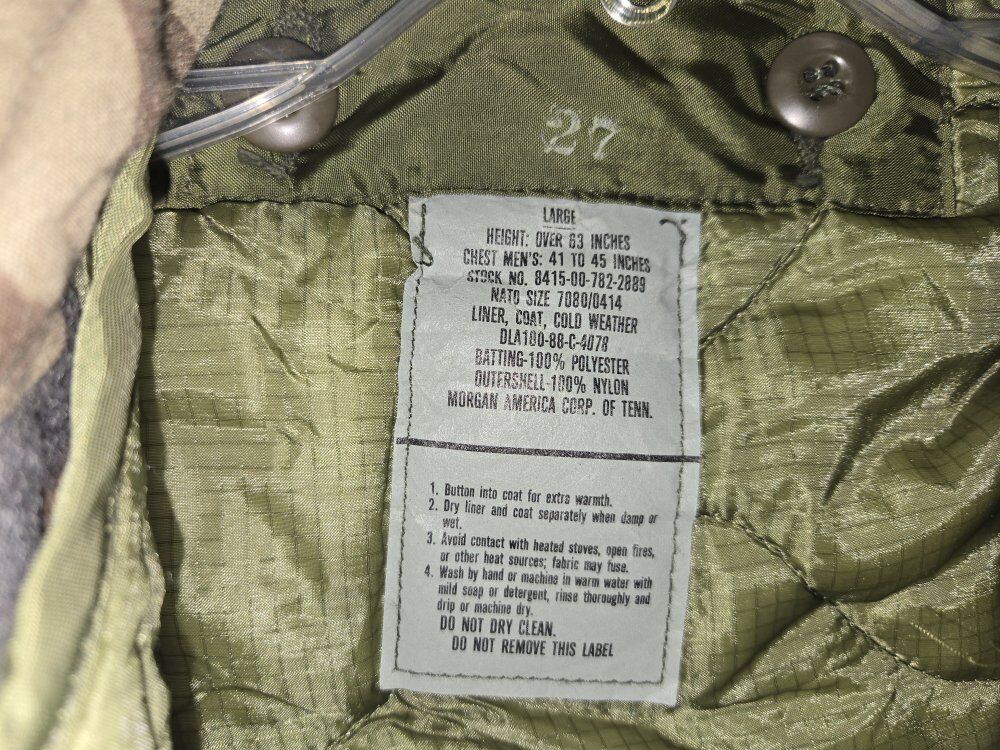 27
LARGE
HEIGHT: OVER 63 INCHES
CHEST MEN'S: 41 TO 45 INCHES
STOCK NO. 8415-00-782-2889
NATO SIZE 7080/0414
LINER, COAT, COLD WEATHER
DLA100-88-C-4078
BATTING-100% POLYESTER
OUTERSHELL-100% NYLON
MORGAN AMERICA CORP. OF TENN.
1. Button into coat for extra warmth.
2. Dry liner and coat separately when damp or
wet.
3. Avoid contact with heated stoves, open fires,
or other heat sources; fabric may fuse.
4. Wash by hand or machine in warm water with
mild soap or detergent, rinse thoroughly and
drip or machine dry.
DO NOT DRY CLEAN.
DO NOT REMOVE THIS LABEL